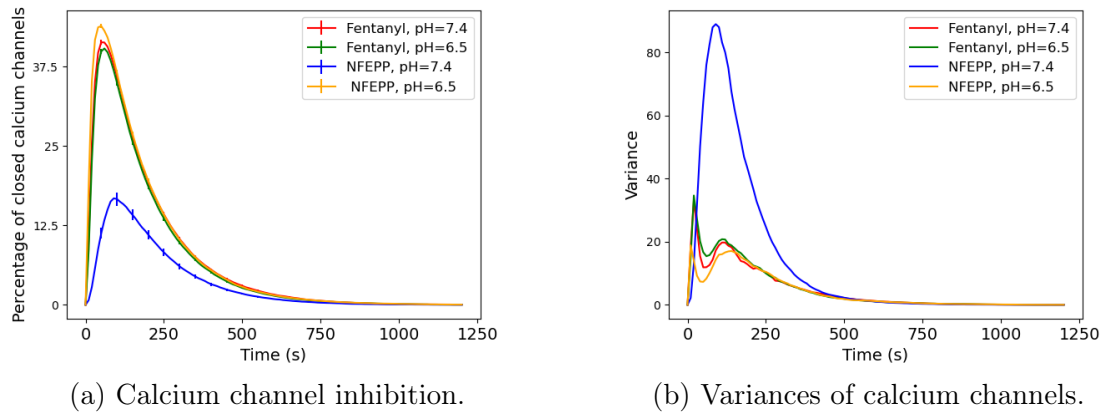 Percentage of closed calcium channels
37.5
25
12.5
0
0
250
500
750
1000
1250
Time (s)
Fentanyl, pH=7.4
Fentanyl, pH=6.5
NFEPP, pH=7.4
NFEPP, pH=6.5
(a) Calcium channel inhibition.
Variance
80
60
40
20
0
0
250
500
750
1000
1250
Time (s)
Fentanyl, pH=7.4
Fentanyl, pH=6.5
NFEPP, pH=7.4
NFEPP, pH=6.5
(b) Variances of calcium channels.